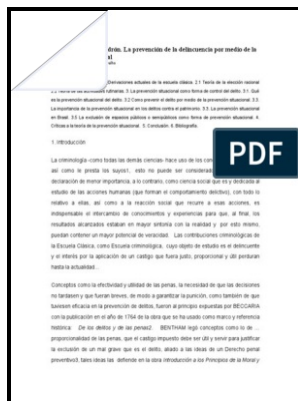 drón. La prevención de la delincuencia por medio de la
al
Derivaciones actuales de la escuela clásica. 2.1 Teoría de la elección racional
2.2 Teoría de las actividades rutinarias. 3. La prevención situacional como forma de control del delito. 3.1. Qué
es la prevención situacional del delito. 3.2 Como prevenir el delito por medio de la prevención situacional. 3.3
La importancia de la prevención situacional en los delitos contra el patrimonio. 3.5. La prevención situacional
en Brasil. 3.6 La exclusión de espacios públicos o semipúblicos como forma de prevención situacional. 4.
Críticas a la teoría de la prevención situacional. 5. Conclusión. 6. Bibliografía.
1. Introducción
La criminología -como todas las demás ciencias- hace uso de los con
así como le presta los suyos1, esto no puede ser considerad
PDF
decoración de menor importancia, a lo contrario, como ciencia social que es y dedicada al
estudio de las acciones humanas (que forman el comportamiento delictivo), con todo lo
relativo a ellas, así como a la reacción social que recurre a esas acciones, es
indispensable el intercambio de conocimientos y experiencias para que, al final, los
resultados alcanzados estaban en mayor sintonía con la realidad y, por esto mismo,
puedan contener un mayor potencial de veracidad. Las contribuciones criminológicas de
la Escuela Clásica, como Escuela criminológica, cuyo objeto de estudio es el delincuente
y el interés por la aplicación de un castigo que fuera justo, proporcional y útil perduran
hasta la actualidad...
Conceptos como la efectividad y utilidad de las penas, la necesidad de que las decisiones
no tardasen y que fueran breves, de modo a garantizar la punición, como también de que
tuviesen eficacia en la prevención de delitos, fueron al principio expuestas por BECCARIA
con la publicación en el año de 1764 de la obra que se ha usado como marco y referencia
histórica: De los delitos y de las penas2. BENTHAM legó conceptos como lo de ...
proporcionalidad de las penas, que el castigo impuesto debe ser útil y servir para justificar
la exclusión de un mal grave que es el delito, aliado a las ideas de un Derecho penal
preventivo3, tales ideas las defiende en la obra Introducción a los Principios de la Moral y